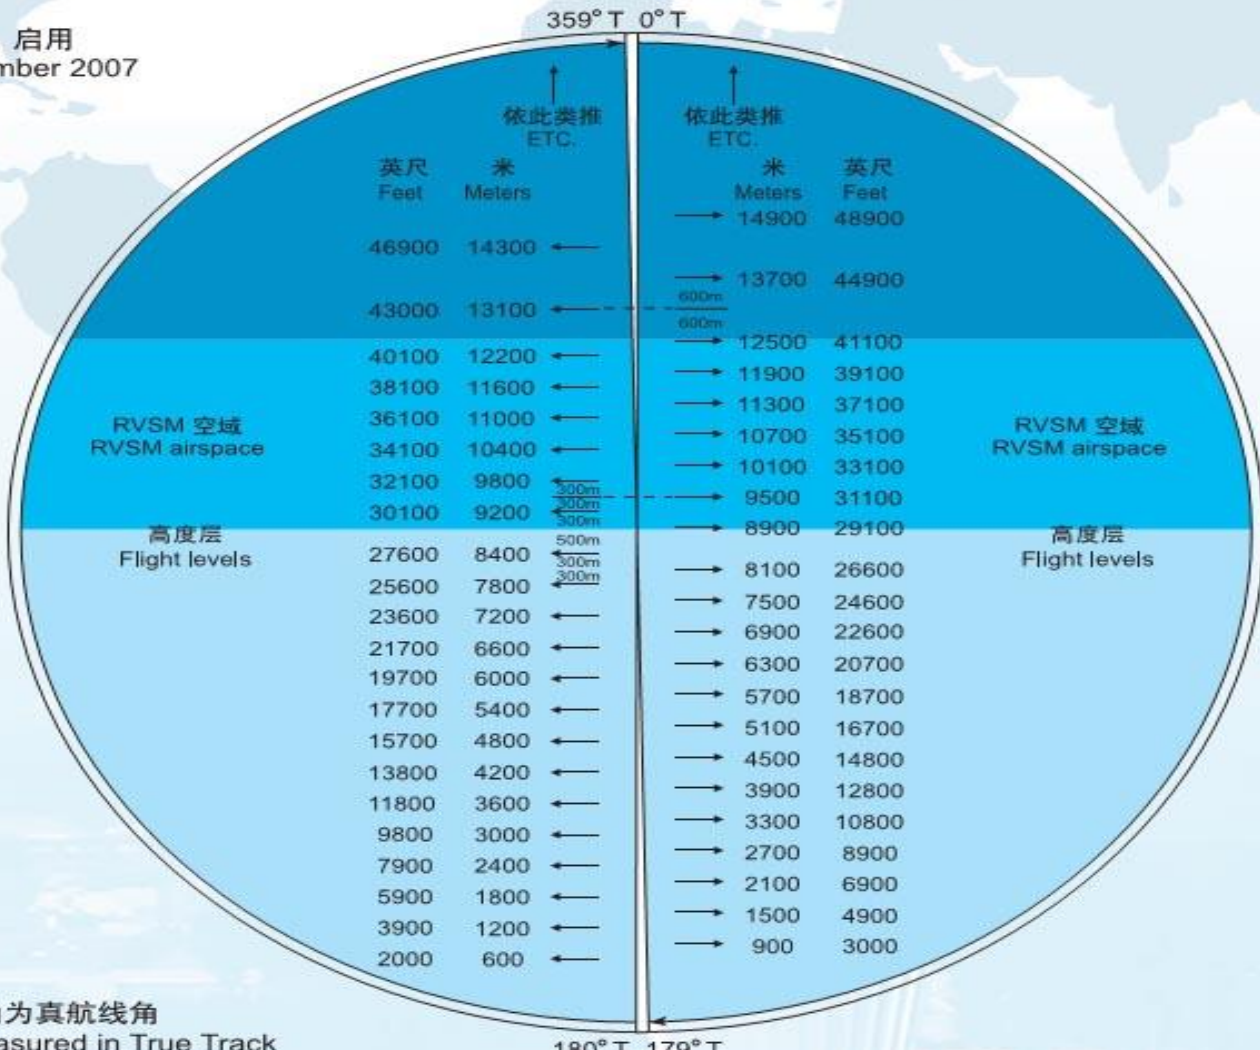 359°T 0°T
启用
mber 2007
依此类推 依此类推
ETC. ETC.
英尺 米 米 英尺
Feet Meters Meters Feet
14900 48900
46900 14300
13700 44900
600m
43000 13100
600m
12500 41100
40100 12200
11900 39100
38100 11600
11300 37100
36100 11000
RVSM 空域 RVSM 空域
10700 35100
RVSM airspace RVSM airspace
34100 10400
10100 33100
32100 9800
300m
9500 31100
300m
30100 9200
300m
8900 29100
高度层 高度层
500m
27600 8400
Flight levels Flight levels
300m
8100 26600
300m
25600 7800
7500 24600
23600 7200
6900 22600
21700 6600
6300 20700
19700 6000
5700 18700
17700 5400
5100 16700
15700 4800
4500 14800
13800 4200
3900 12800
11800 3600
3300 10800
9800 3000
2700 8900
7900 2400
2100 6900
5900 1800
1500 4900
3900 1200
900 3000
2000 600
为真航线角
asured in True Track
180°T 179°T